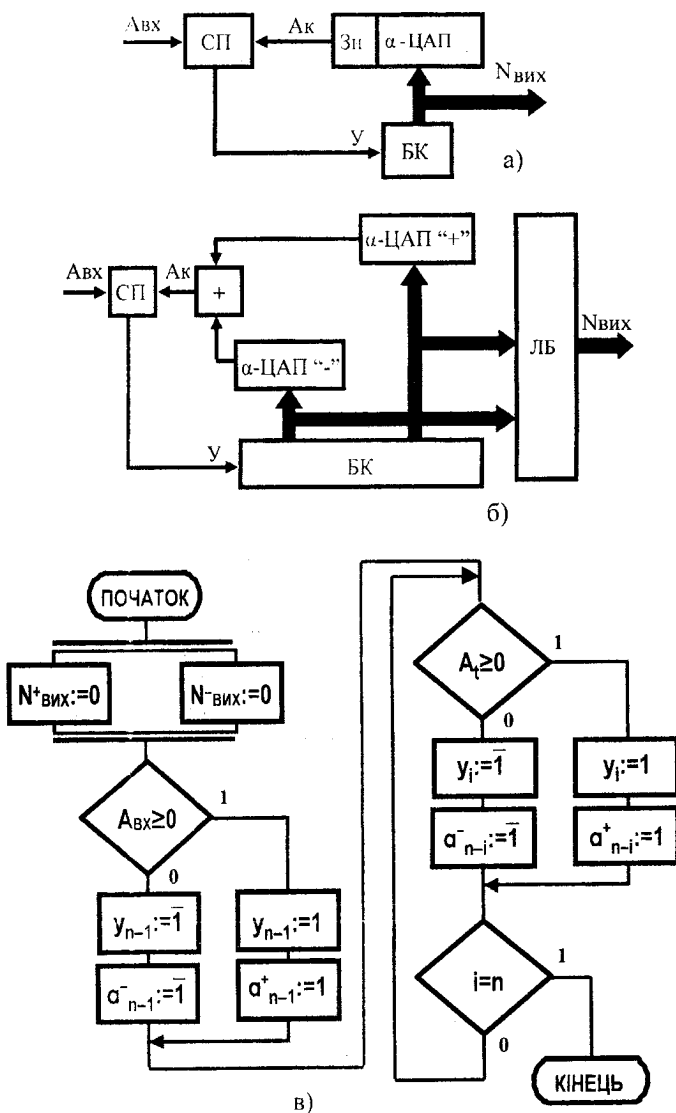 Aвх
СП
Aк
Зн
α-ЦАП
Nвих
У
БК
а)
α-ЦАП “+”
Aвх
СП
Aк
+
α-ЦАП “-”
Nвих
ЛБ
У
БК
б)
ПОЧАТОК
N⁺вих:=0
N⁻вих:=0
Aвх≥0
1
0
yₙ₋₁:=1̅
yₙ₋₁:=1
α⁻ₙ₋₁:=1̅
α⁺ₙ₋₁:=1
Aₜ≥0
1
0
yᵢ:=1̅
yᵢ:=1
α⁻ₙ₋ᵢ:=1̅
α⁺ₙ₋ᵢ:=1
i=n
1
0
КІНЕЦЬ
в)